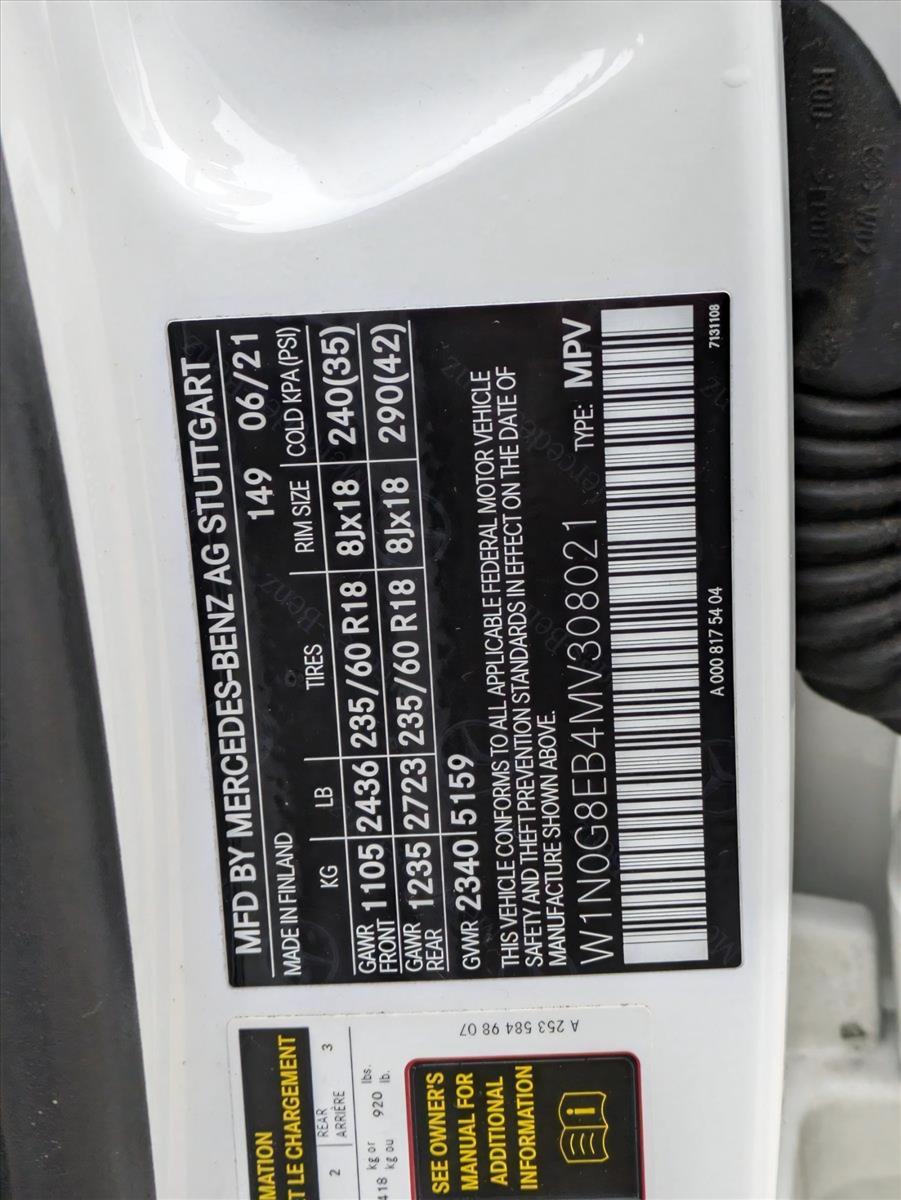 MFD BY MERCEDES-BENZ AG STUTTGART
MADE IN FINLAND 149 06/21
KG LB TIRES RIM SIZE COLD KPA(PSI)
GAWR FRONT 1105 2436 235/60 R18 8Jx18 240(35)
GAWR REAR 1235 2723 235/60 R18 8Jx18 290(42)
GVWR 2340 5159
THIS VEHICLE CONFORMS TO ALL APPLICABLE FEDERAL MOTOR VEHICLE
SAFETY AND THEFT PREVENTION STANDARDS IN EFFECT ON THE DATE OF
MANUFACTURE SHOWN ABOVE.
W1N0G8EB4MV308021 TYPE: MPV
A 000 817 54 04 7131108
MATION
T LE CHARGEMENT
2 REAR 3
ARRIÈRE
kg or lbs.
418 920
kg ou lb.
SEE OWNER'S
MANUAL FOR
ADDITIONAL
INFORMATION
A 253 584 98 07